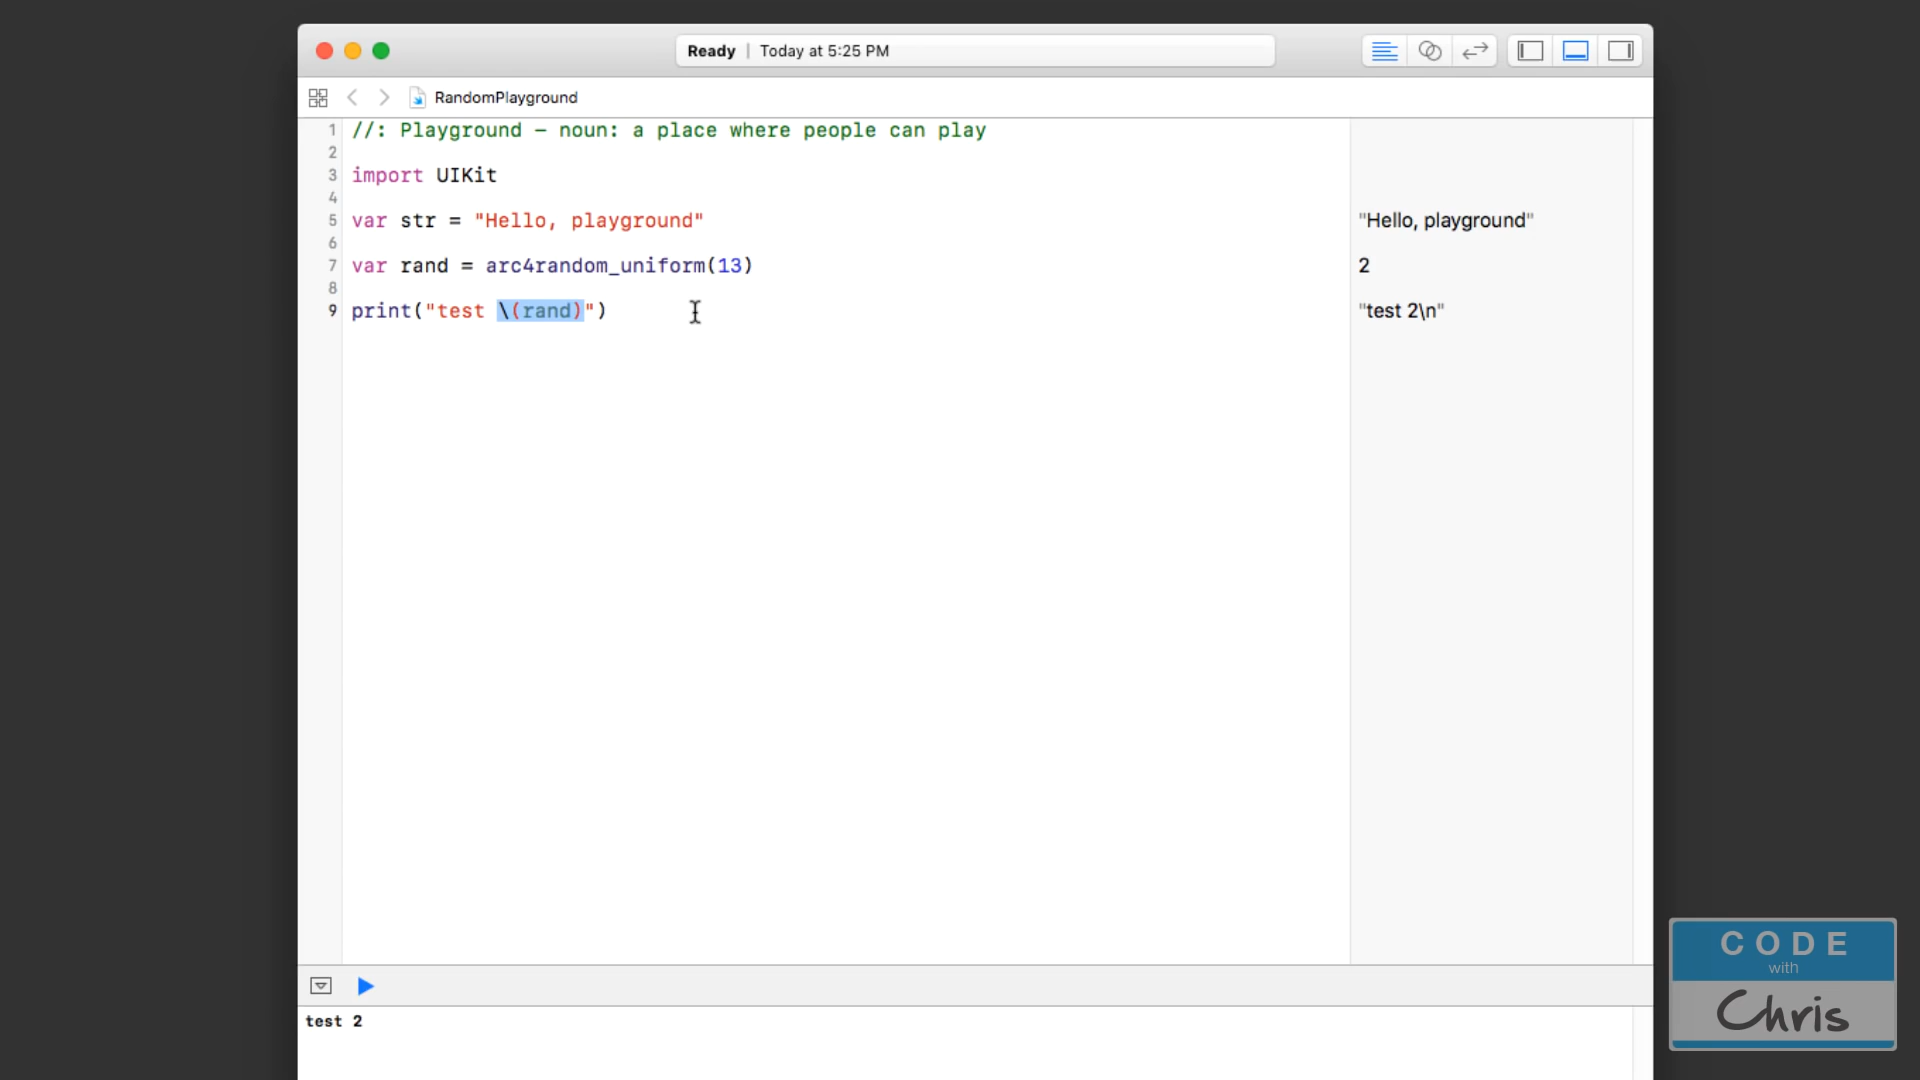 Ready | Today at 5:25 PM
RandomPlayground
1 //: Playground - noun: a place where people can play
2
3 import UIKit
4
5 var str = "Hello, playground" "Hello, playground"
6
7 var rand = arc4random_uniform(13) 2
8
9 print("test \(rand)") "test 2\n"
test 2
CODE
with
Chris